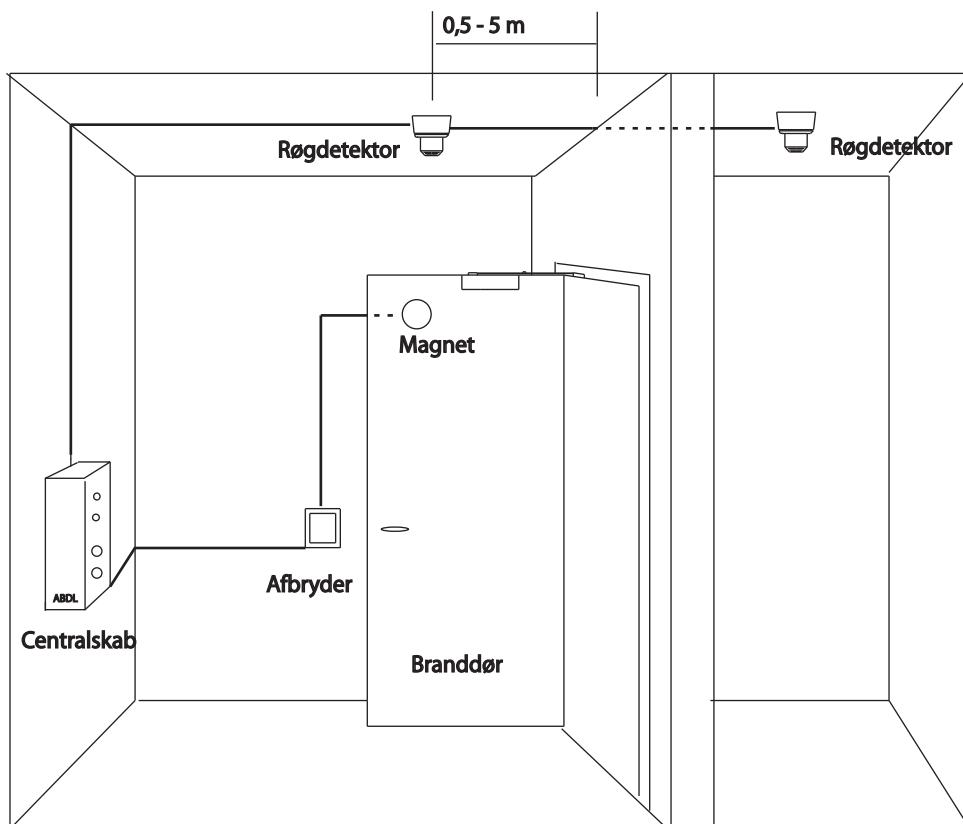 0,5 - 5 m
Røgdetektor
Røgdetektor
Magnet
Afbryder
ABDL
Centralskab
Branddør